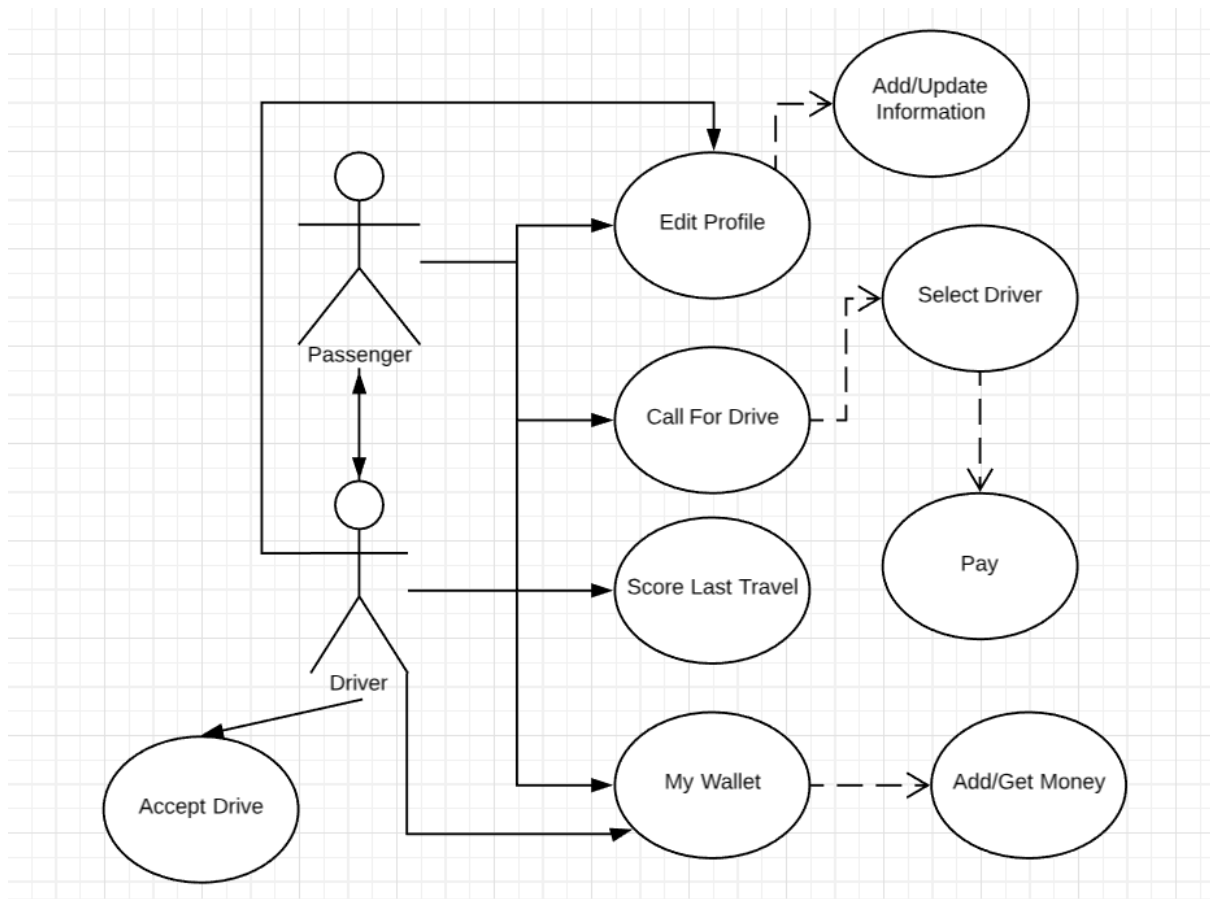 Add/Update
Information
Edit Profile
Select Driver
Passenger
Call For Drive
Pay
Score Last Travel
Driver
My Wallet
Add/Get Money
Accept Drive